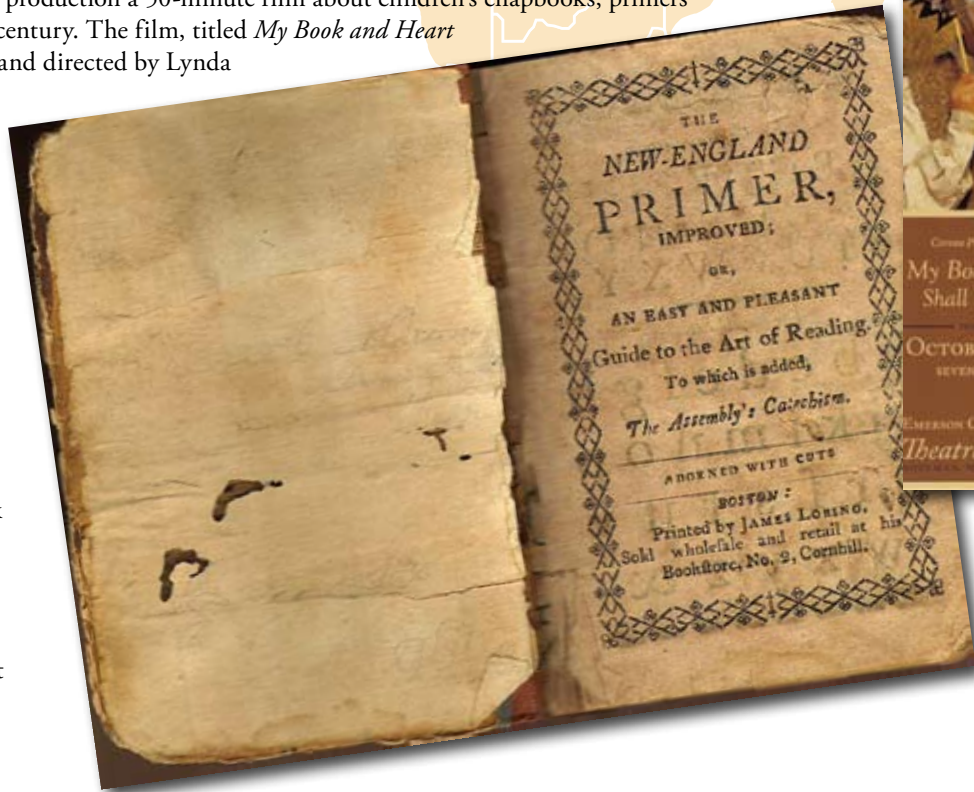 production a 90-minute film about children's chapbooks, primers
century. The film, titled My Book and Heart
and directed by Lynda
THE
NEW-ENGLAND
PRIMER,
IMPROVED;
OR,
AN EASY AND PLEASANT
Guide to the Art of Reading.
To which is added,
The Assembly's Catechism.
ADORNED WITH CUTS
BOSTON:
Printed by JAMES LORING,
Sold wholeſale and retail at his
Bookſtore, No. 2, Cornhill.
My Bo
Shall
OCTOB
SEVEN
EMERSON C
Theatr